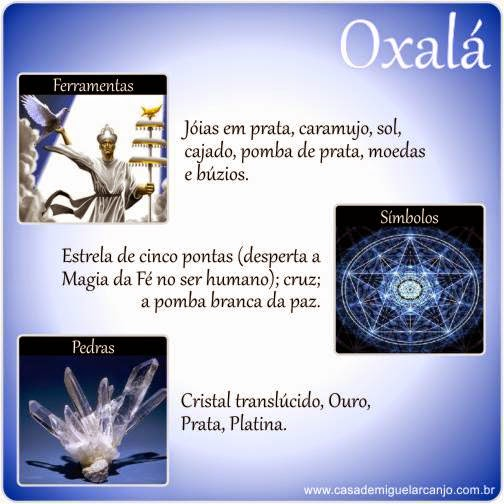 Oxalá
Ferramentas
Jóias em prata, caramujo, sol,
cajado, pomba de prata, moedas
e búzios.
Símbolos
Estrela de cinco pontas (desperta a
Magia da Fé no ser humano); cruz;
a pomba branca da paz.
Pedras
Cristal translúcido, Ouro,
Prata, Platina.
www.casademiguelarcanjo.com.br